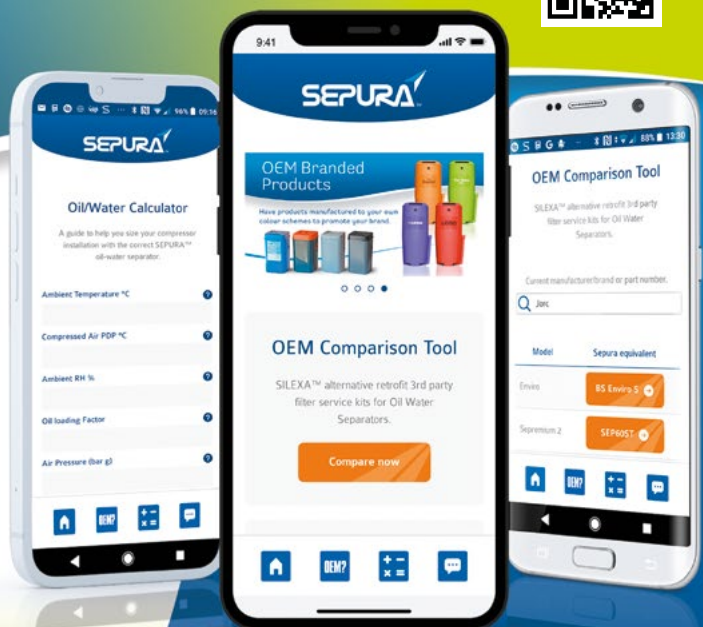 96% 09:16
SEPURA
Oil/Water Calculator
A guide to help you size your compressor
installation with the correct SEPURA™
oil-water separator.
Ambient Temperature °C
?
Compressed Air PDP °C
?
Ambient RH %
?
Oil loading Factor
?
Air Pressure (bar g)
?
OEM?
9:41
SEPURA™
OEM Branded
Products
Have products manufactured to your own
colour schemes to promote your brand.
OEM Comparison Tool
SILEXA™ alternative retrofit 3rd party
filter service kits for Oil Water
Separators.
Compare now
OEM?
88% 13:30
OEM Comparison Tool
SILEXA™ alternative retrofit 3rd party
filter service kits for Oil Water
Separators.
Current manufacturer/brand or part number.
Jorc
Model Sepura equivalent
Enviro BS Enviro 5
Sepremium 2 SEP60ST
OEM?